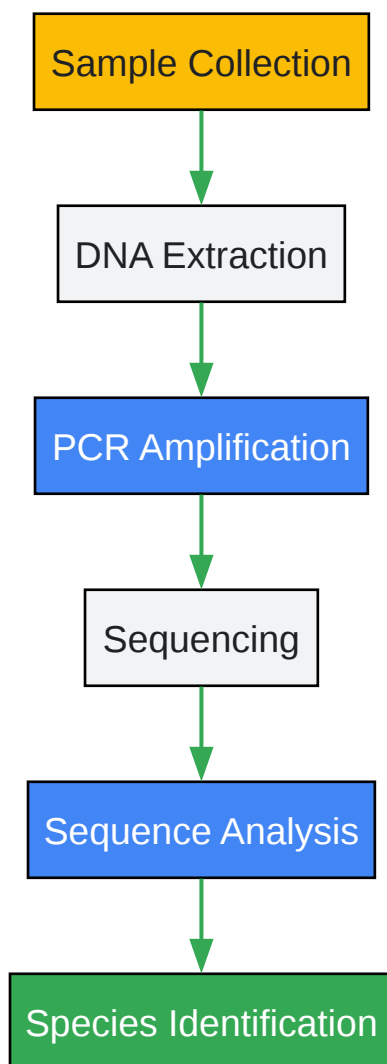 Sample Collection
DNA Extraction
PCR Amplification
Sequencing
Sequence Analysis
Species Identification